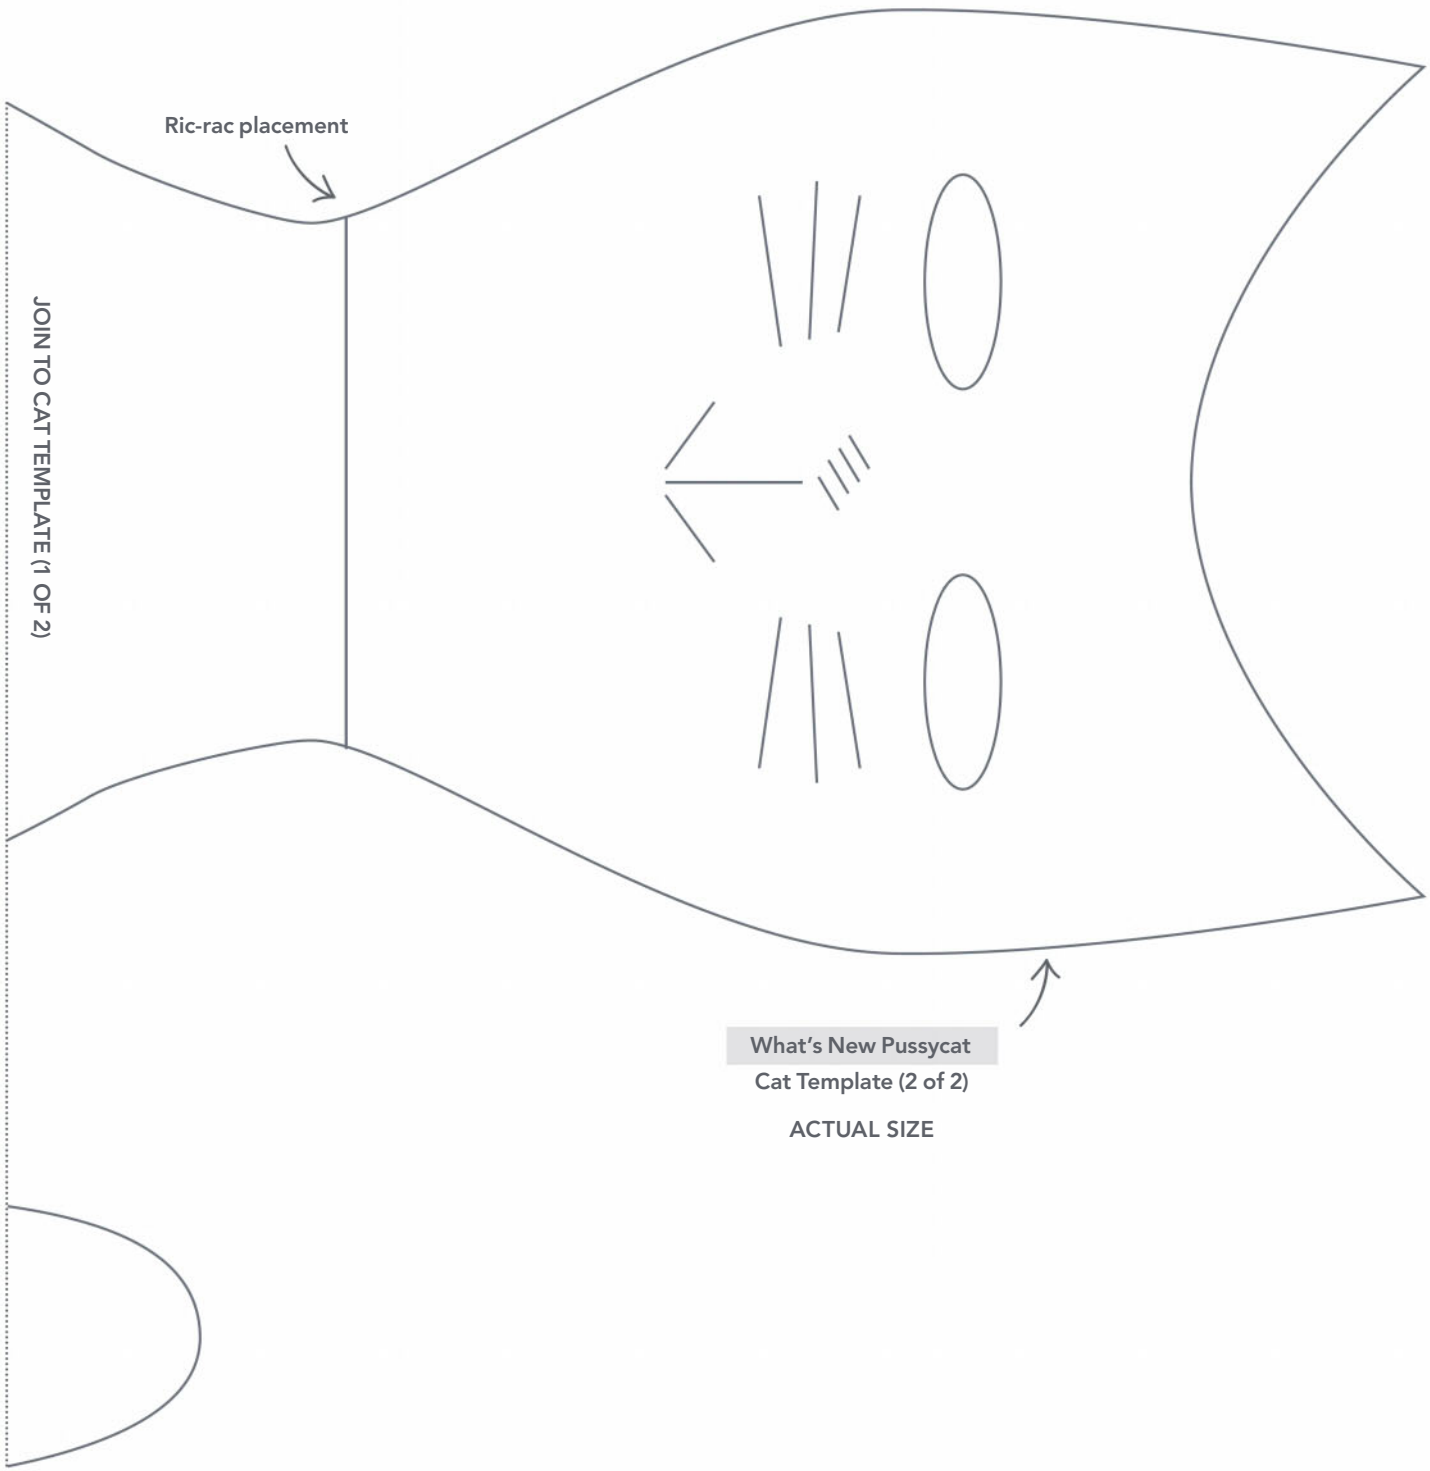 Ric-rac placement
JOIN TO CAT TEMPLATE (1 OF 2)
What's New Pussycat
Cat Template (2 of 2)
ACTUAL SIZE